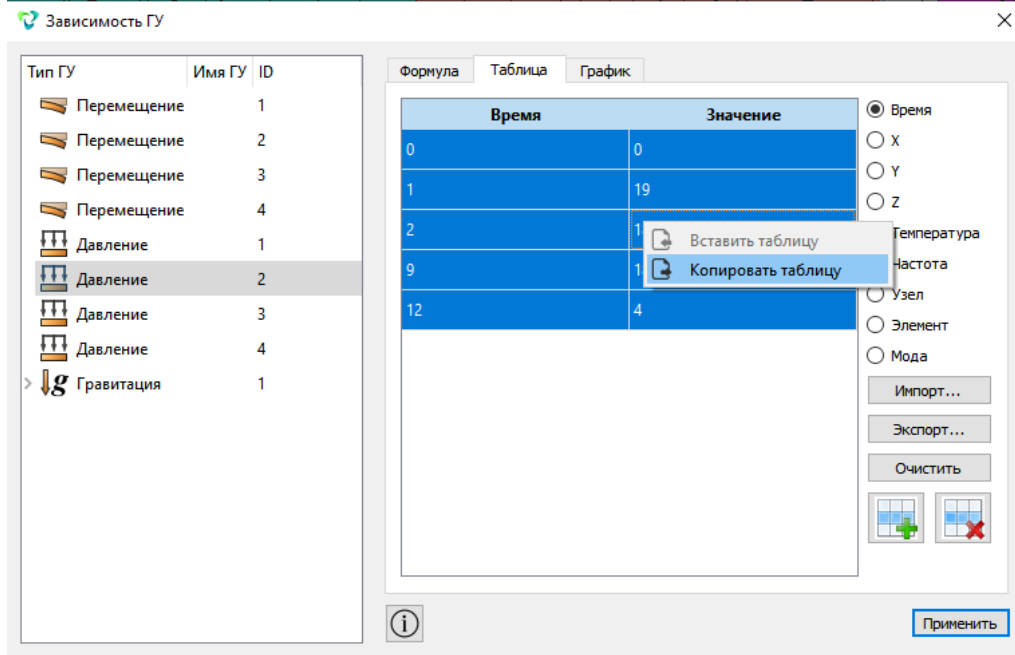 Зависимость ГУ
Тип ГУ Имя ГУ ID
Перемещение 1
Перемещение 2
Перемещение 3
Перемещение 4
Давление 1
Давление 2
Давление 3
Давление 4
g Гравитация 1
Формула Таблица График
Время Значение
0 0
1 19
2
9
12 4
Вставить таблицу
Копировать таблицу
Время
X
Y
Z
Температура
Частота
Узел
Элемент
Мода
Импорт...
Экспорт...
Очистить
Применить